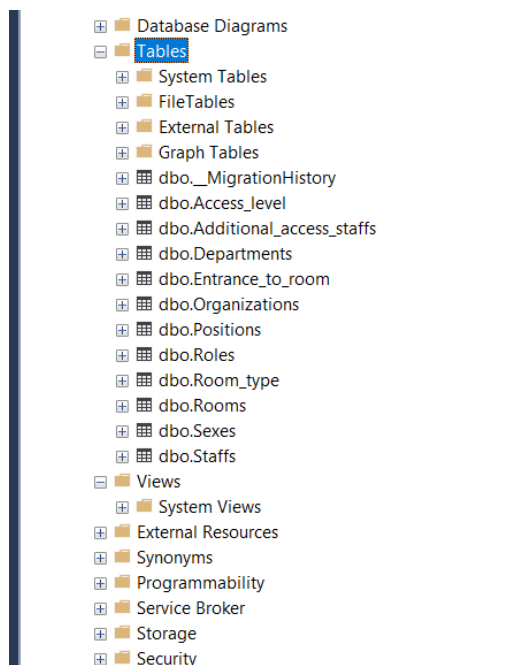 Database Diagrams
Tables
System Tables
FileTables
External Tables
Graph Tables
dbo.__MigrationHistory
dbo.Access_level
dbo.Additional_access_staffs
dbo.Departments
dbo.Entrance_to_room
dbo.Organizations
dbo.Positions
dbo.Roles
dbo.Room_type
dbo.Rooms
dbo.Sexes
dbo.Staffs
Views
System Views
External Resources
Synonyms
Programmability
Service Broker
Storage
Security